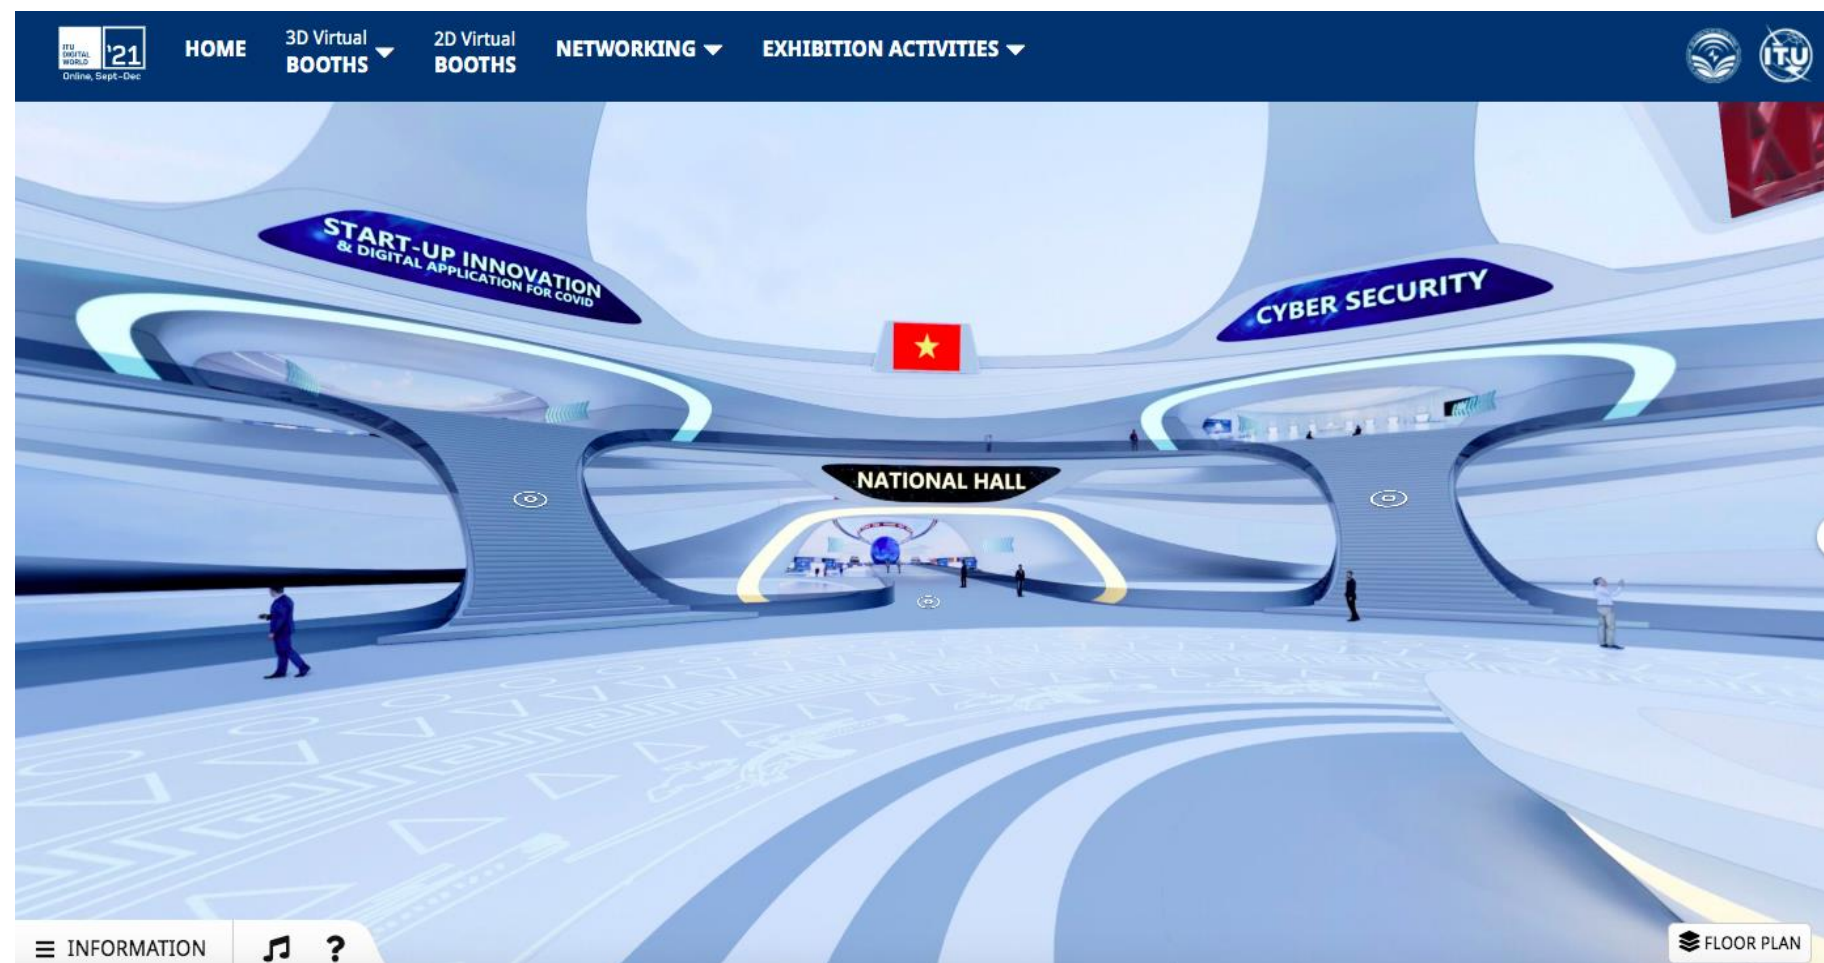 ITU
DIGITAL
WORLD
'21
Online, Sept-Dec
HOME
3D Virtual
BOOTHS
2D Virtual
BOOTHS
NETWORKING
EXHIBITION ACTIVITIES
ITU
START-UP INNOVATION
& DIGITAL APPLICATION FOR COVID
CYBER SECURITY
NATIONAL HALL
INFORMATION
?
FLOOR PLAN